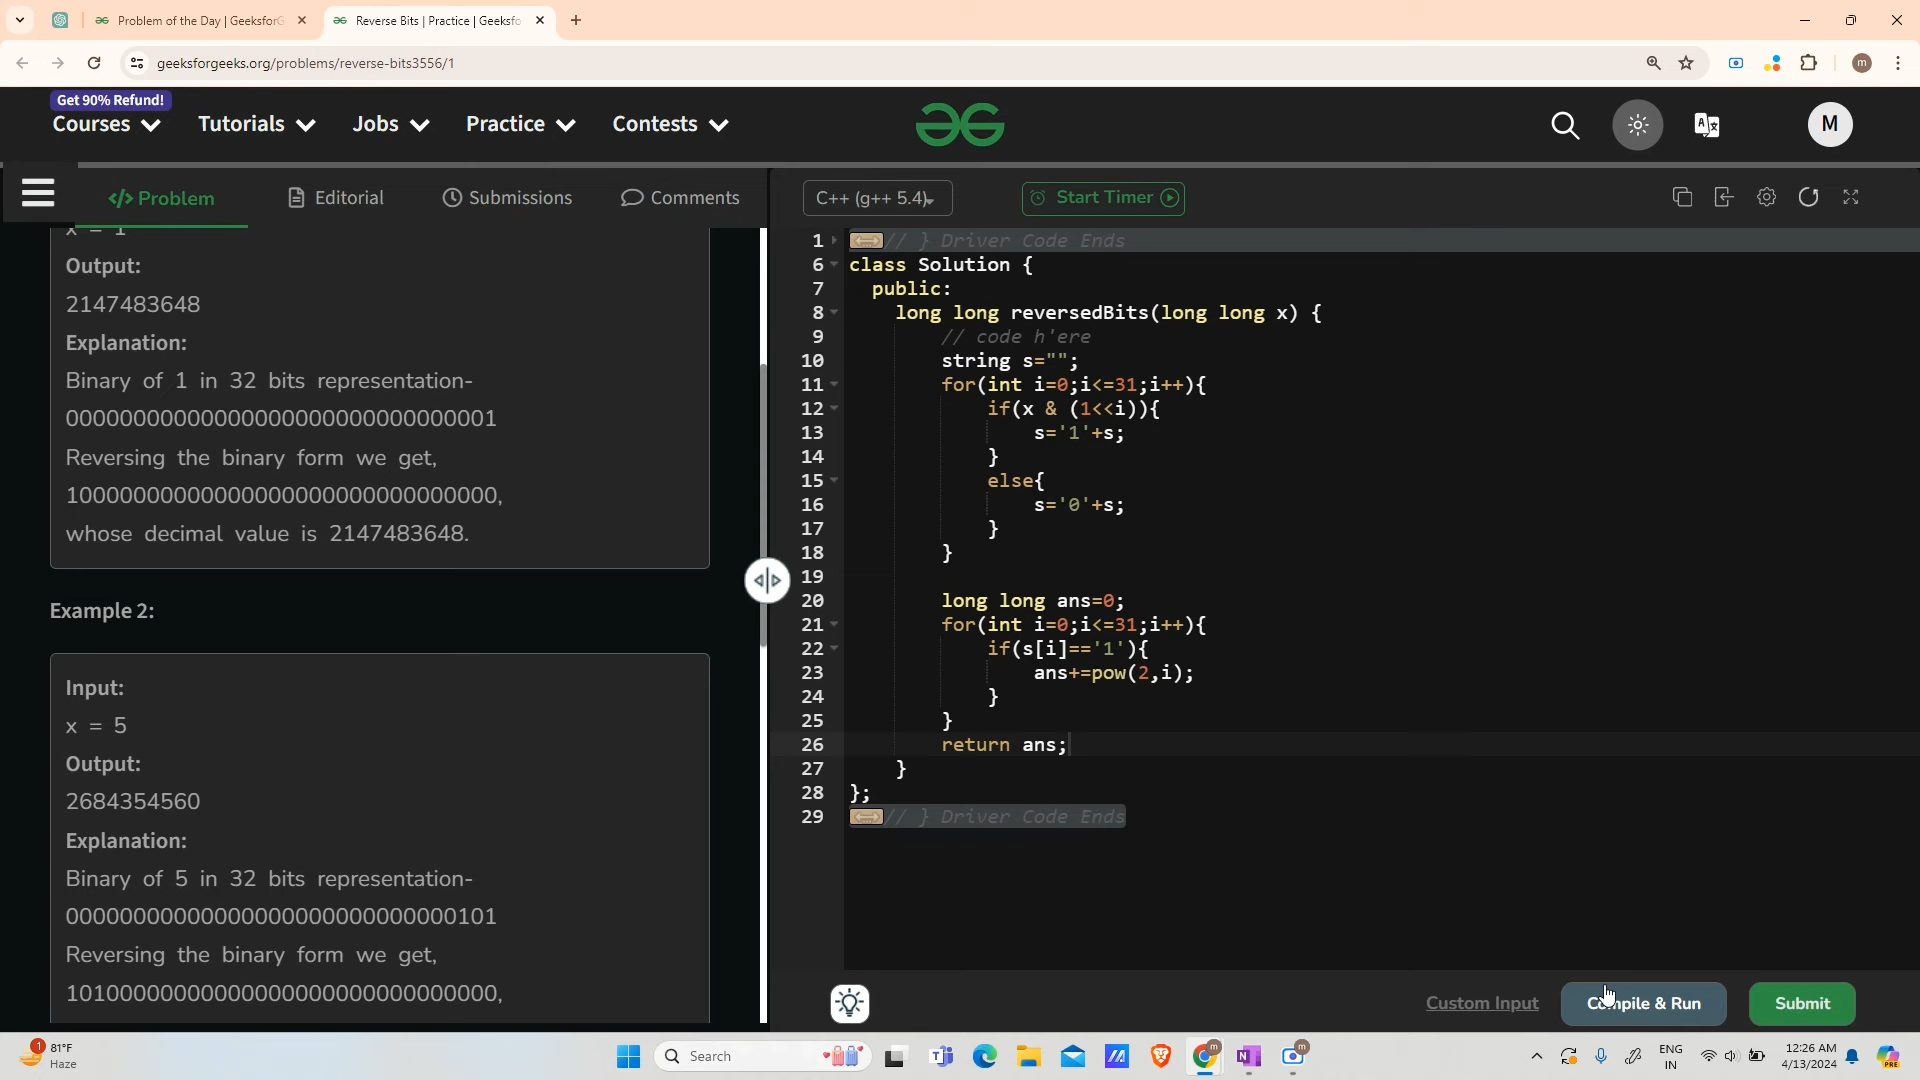 Problem of the Day | GeeksforG
Reverse Bits | Practice | Geeksfo
geeksforgeeks.org/problems/reverse-bits3556/1
m
Get 90% Refund!
Courses
Tutorials
Jobs
Practice
Contests
M
</> Problem
Editorial
Submissions
Comments
C++ (g++ 5.4)
Start Timer
x = 1
Output:
2147483648
Explanation:
Binary of 1 in 32 bits representation-
00000000000000000000000000000001
Reversing the binary form we get,
10000000000000000000000000000000,
whose decimal value is 2147483648.
Example 2:
Input:
x = 5
Output:
2684354560
Explanation:
Binary of 5 in 32 bits representation-
00000000000000000000000000000101
Reversing the binary form we get,
10100000000000000000000000000000,
1 // } Driver Code Ends
6 class Solution {
7 public:
8 long long reversedBits(long long x) {
9 // code h'ere
10 string s="";
11 for(int i=0;i<=31;i++){
12 if(x & (1<<i)){
13 s='1'+s;
14 }
15 else{
16 s='0'+s;
17 }
18 }
19
20 long long ans=0;
21 for(int i=0;i<=31;i++){
22 if(s[i]=='1'){
23 ans+=pow(2,i);
24 }
25 }
26 return ans;
27 }
28 };
29 // } Driver Code Ends
Custom Input
Compile & Run
Submit
1
81°F
Haze
Search
ENG
IN
12:26 AM
4/13/2024